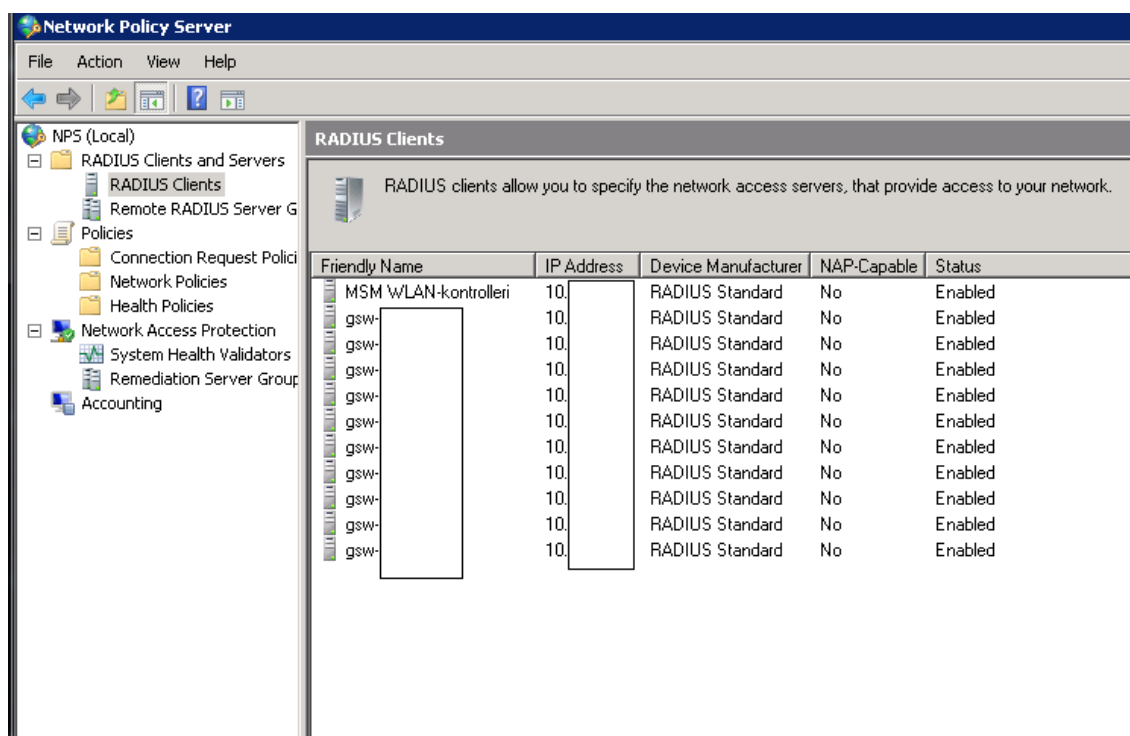 Network Policy Server
File Action View Help
NPS (Local)
RADIUS Clients and Servers
RADIUS Clients
Remote RADIUS Server G
Policies
Connection Request Polici
Network Policies
Health Policies
Network Access Protection
System Health Validators
Remediation Server Group
Accounting
RADIUS Clients
RADIUS clients allow you to specify the network access servers, that provide access to your network.
Friendly Name IP Address Device Manufacturer NAP-Capable Status
MSM WLAN-kontrolleri 10. RADIUS Standard No Enabled
gsw- 10. RADIUS Standard No Enabled
gsw- 10. RADIUS Standard No Enabled
gsw- 10. RADIUS Standard No Enabled
gsw- 10. RADIUS Standard No Enabled
gsw- 10. RADIUS Standard No Enabled
gsw- 10. RADIUS Standard No Enabled
gsw- 10. RADIUS Standard No Enabled
gsw- 10. RADIUS Standard No Enabled
gsw- 10. RADIUS Standard No Enabled
gsw- 10. RADIUS Standard No Enabled